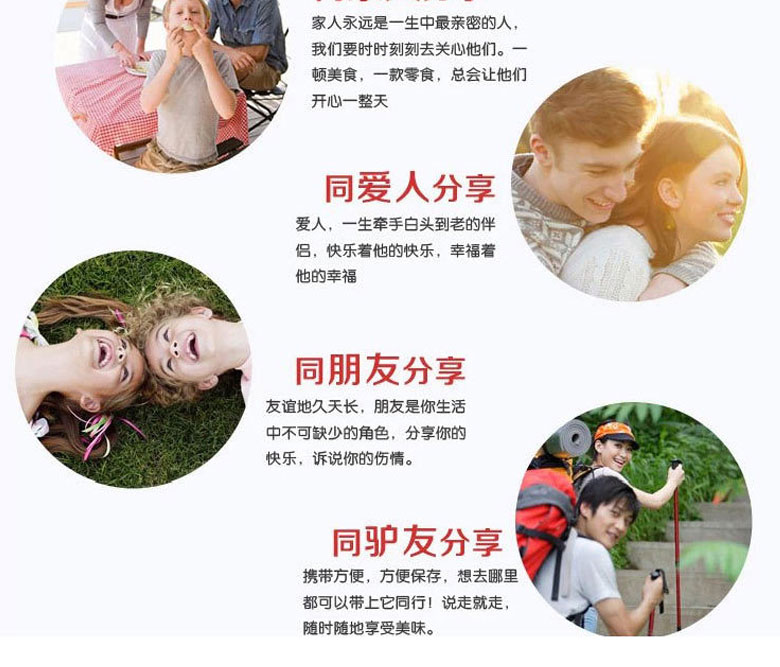 家人永远是一生中最亲密的人，
我们要时时刻刻去关心他们。一
顿美食，一款零食，总会让他们
开心一整天
同爱人分享
爱人，一生牵手白头到老的伴
侣，快乐着他的快乐，幸福着
他的幸福
同朋友分享
友谊地久天长，朋友是你生活
中不可缺少的角色，分享你的
快乐，诉说你的伤情。
同驴友分享
携带方便，方便保存，想去哪里
都可以带上它同行！说走就走，
随时随地享受美味。